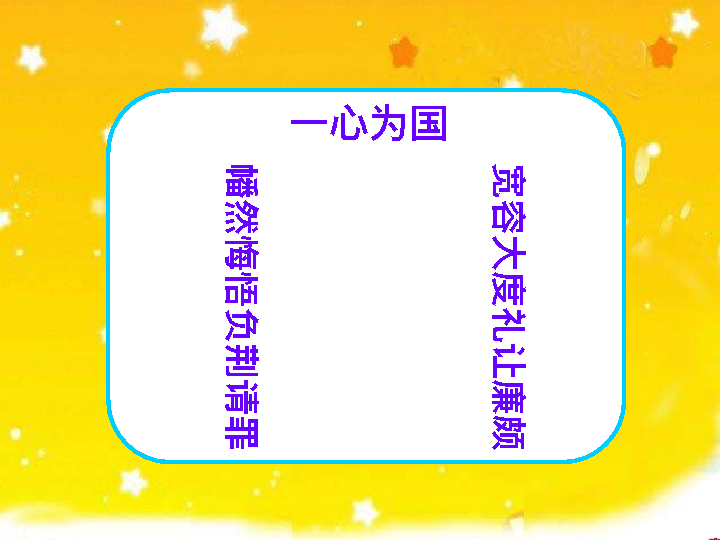 一心为国
宽容大度礼让廉颇
幡然悔悟负荆请罪